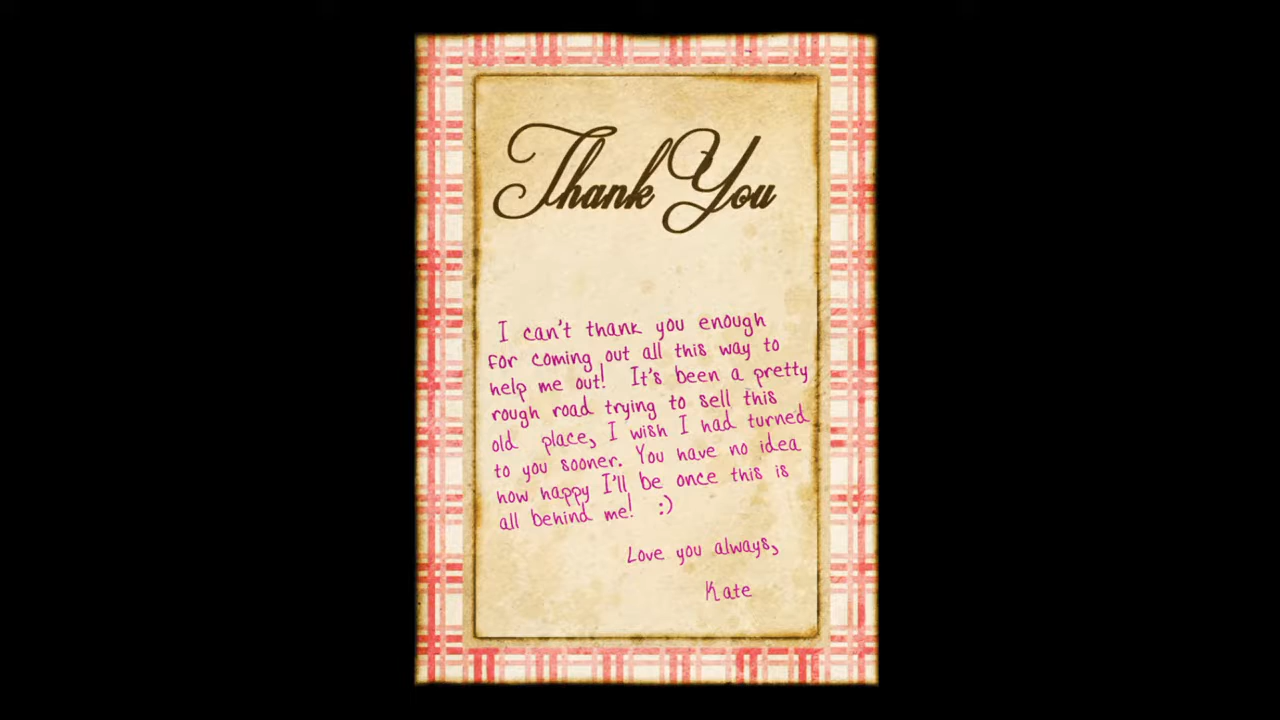 Thank You
I can't thank you enough
for coming out all this way to
help me out! It's been a pretty
rough road trying to sell this
old place, I wish I had turned
to you sooner. You have no idea
how happy I'll be once this is
all behind me! :)
Love you always,
Kate